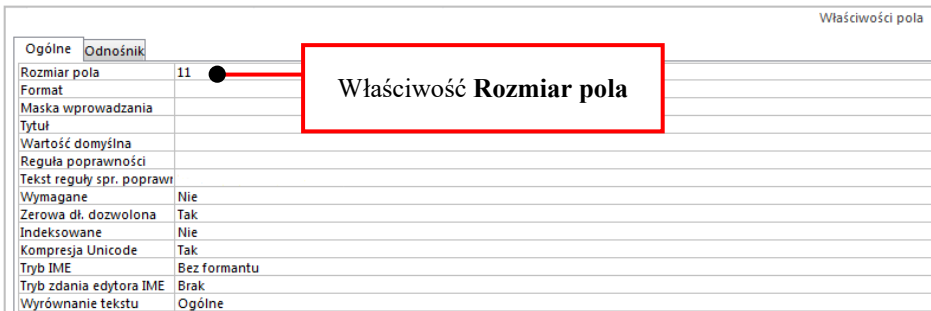 Właściwości pola
Ogólne Odnośnik
Rozmiar pola 11
Format
Maska wprowadzania
Tytuł
Wartość domyślna
Reguła poprawności
Tekst reguły spr. popraw
Wymagane Nie
Zerowa dł. dozwolona Tak
Indeksowane Nie
Kompresja Unicode Tak
Tryb IME Bez formantu
Tryb zdania edytora IME Brak
Wyrównanie tekstu Ogólne
Właściwość Rozmiar pola